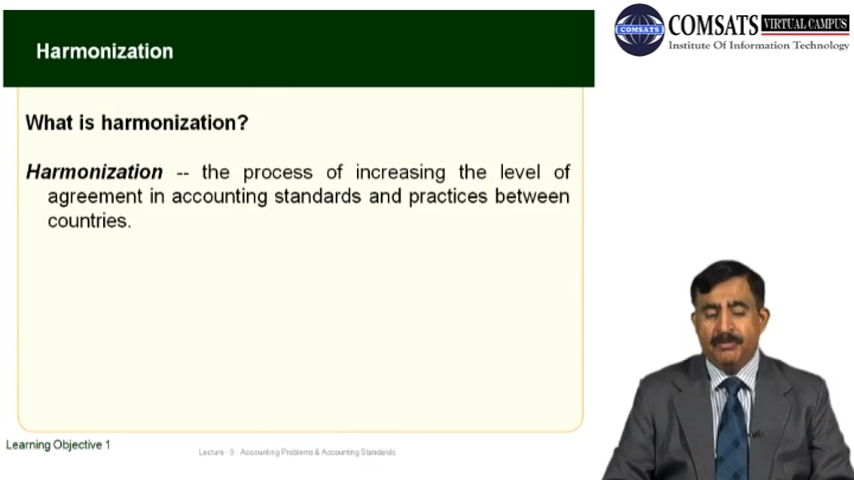 Harmonization
COMSATS
COMSATS VIRTUAL CAMPUS
Institute Of Information Technology
What is harmonization?
Harmonization -- the process of increasing the level of
agreement in accounting standards and practices between
countries.
Learning Objective 1
Lecture - 9 : Accounting Problems & Accounting Standards